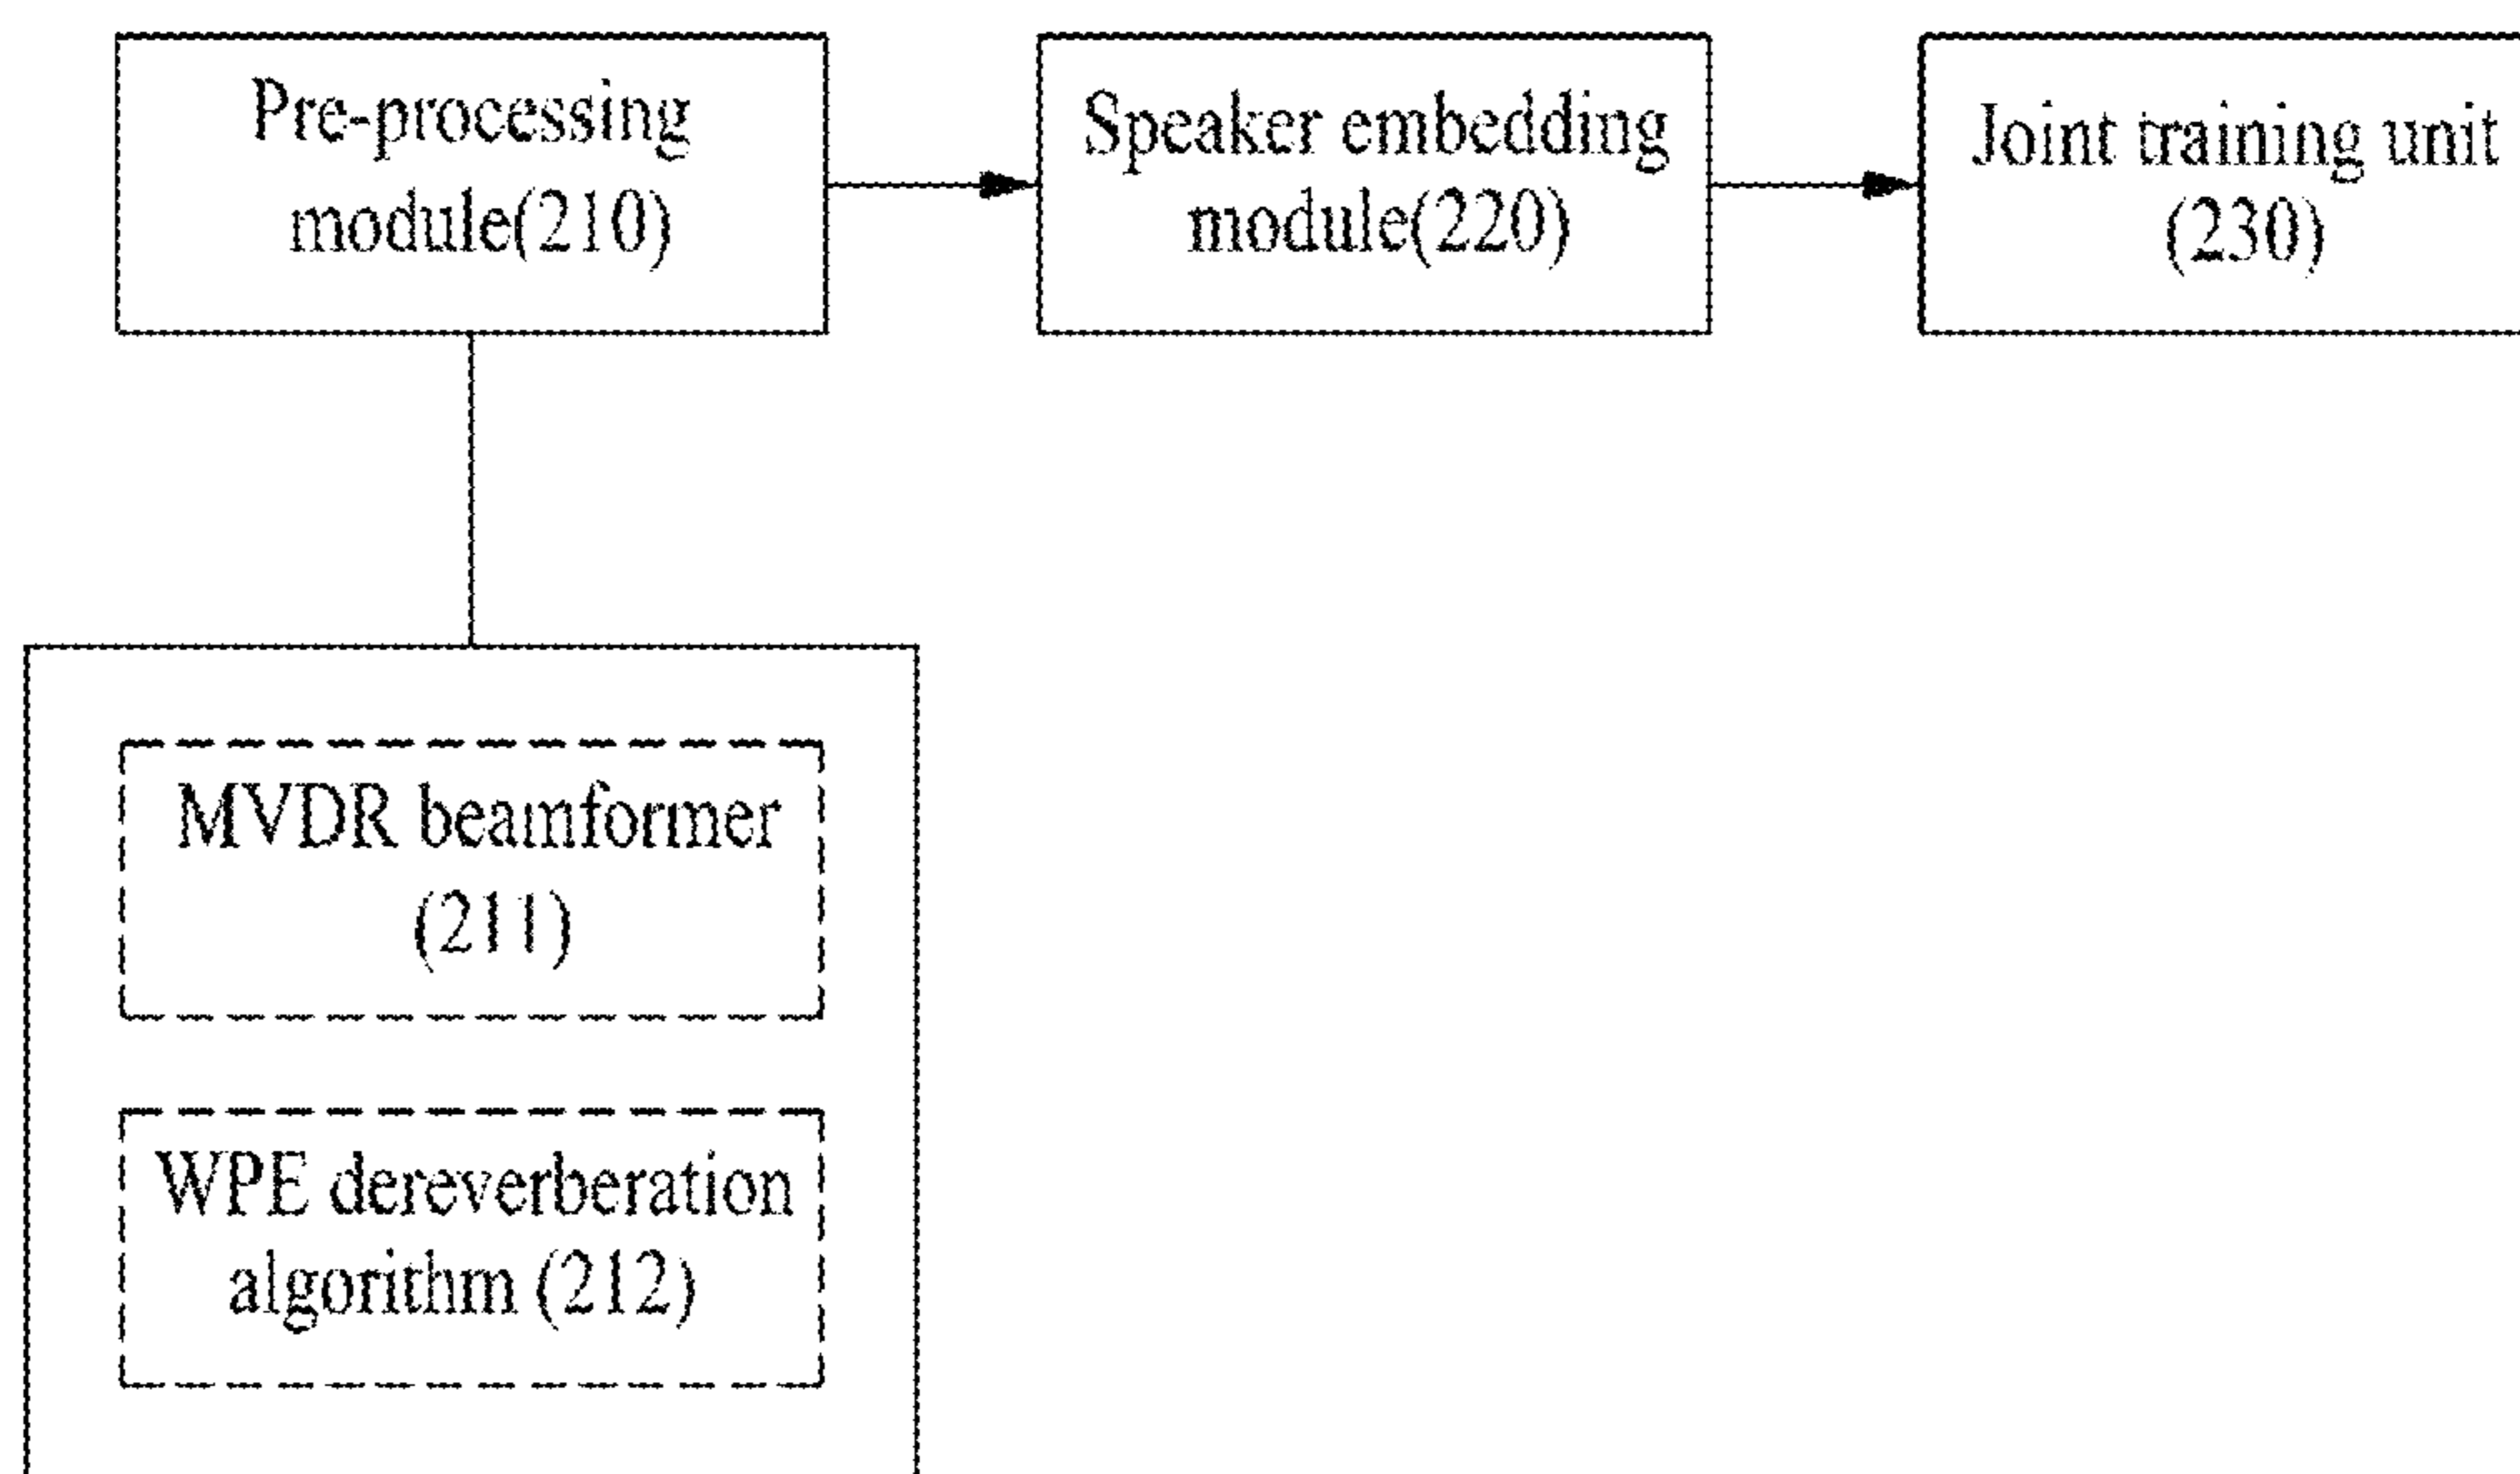 Pre-processing
module(210)
Speaker embedding
module(220)
Joint training unit
(230)
MVDR beamformer
(211)
WPE dereverberation
algorithm (212)